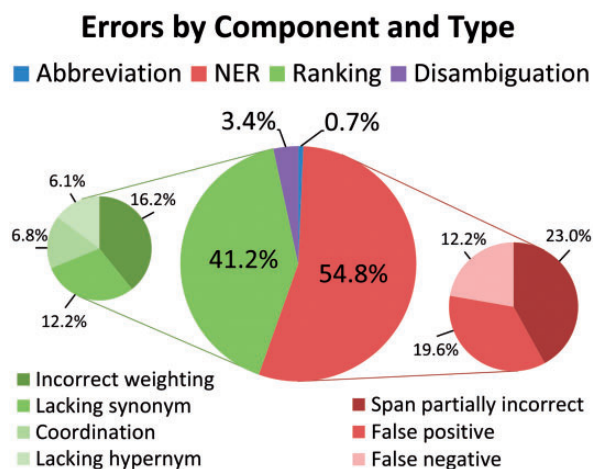 Errors by Component and Type
Abbreviation NER Ranking Disambiguation
3.4% 0.7%
6.1%
16.2%
6.8%
12.2%
41.2%
54.8%
12.2%
23.0%
19.6%
Incorrect weighting
Lacking synonym
Coordination
Lacking hypernym
Span partially incorrect
False positive
False negative